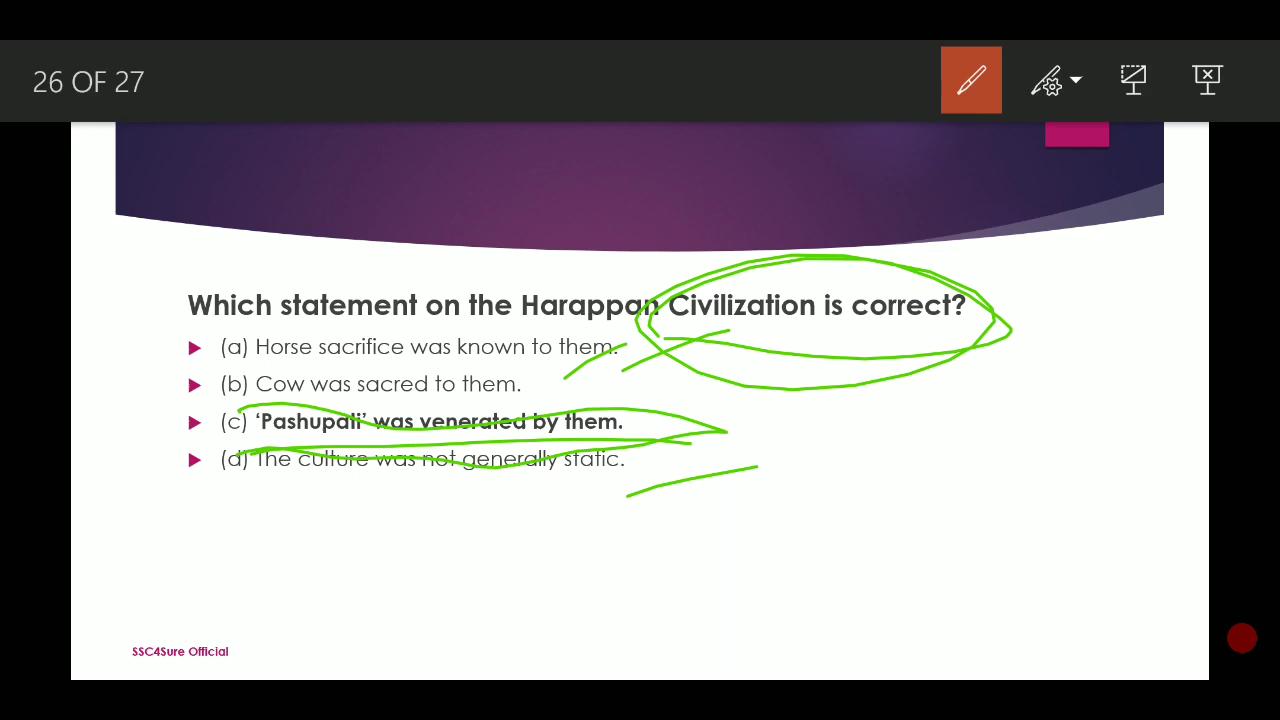 26 OF 27
Which statement on the Harappan Civilization is correct?
(a) Horse sacrifice was known to them.
(b) Cow was sacred to them.
(c) ‘Pashupati’ was venerated by them.
(d) The culture was not generally static.
SSC4Sure Official